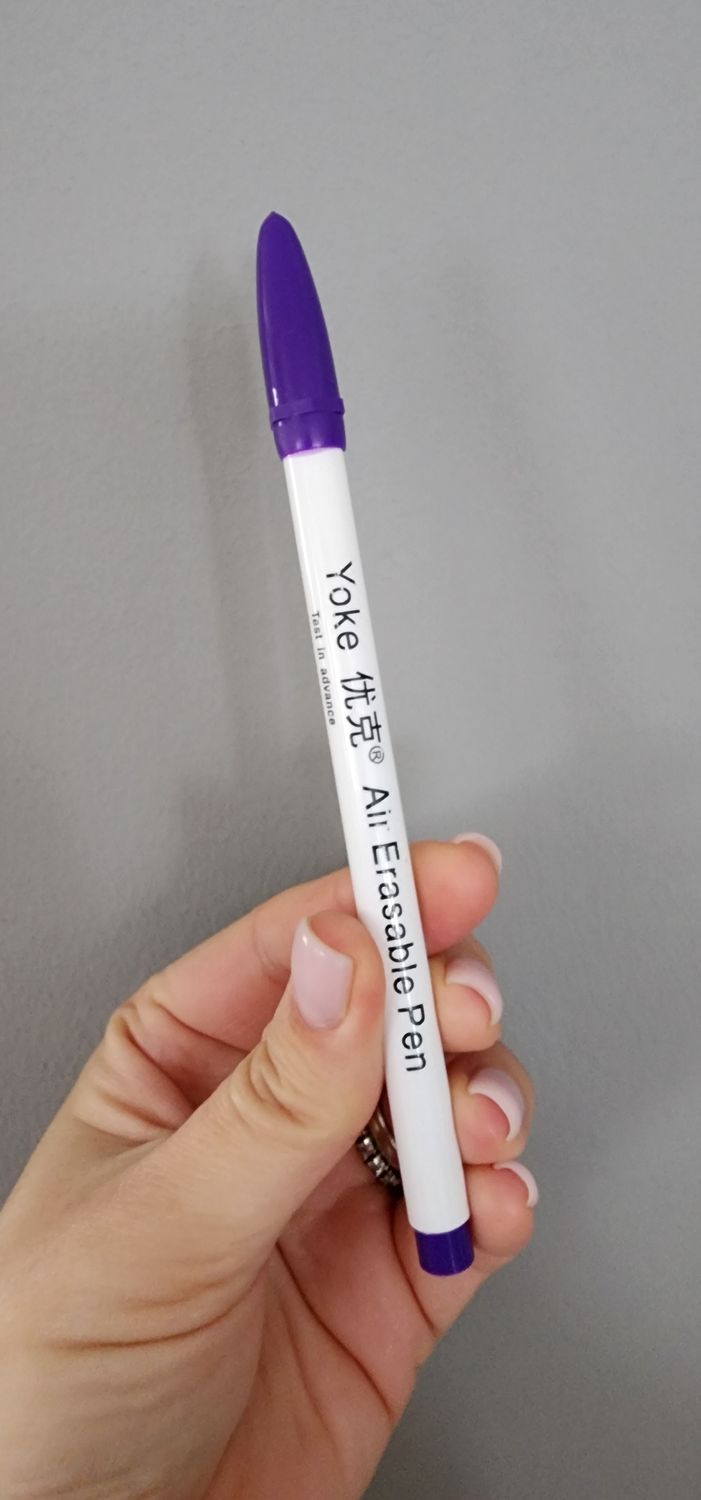 Yoke 优克® Air Erasable Pen
Test in advance